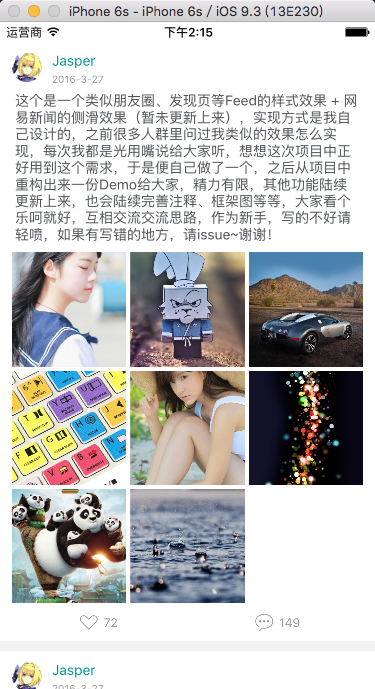 iPhone 6s - iPhone 6s / iOS 9.3 (13E230)
运营商 下午2:15
Jasper
2016-3-27
这个是一个类似朋友圈、发现页等Feed的样式效果 + 网
易新闻的侧滑效果（暂未更新上来），实现方式是我自
己设计的，之前很多人群里问过我类似的效果怎么实
现，每次我都是光用嘴说给大家听，想想这次项目中正
好用到这个需求，于是便自己做了一个，之后从项目中
重构出来一份Demo给大家，精力有限，其他功能陆续
更新上来，也会陆续完善注释、框架图等等，大家看个
乐呵就好，互相交流交流思路，作为新手，写的不好请
轻喷，如果有写错的地方，请issue~谢谢！
72 149
Jasper
2016-3-27